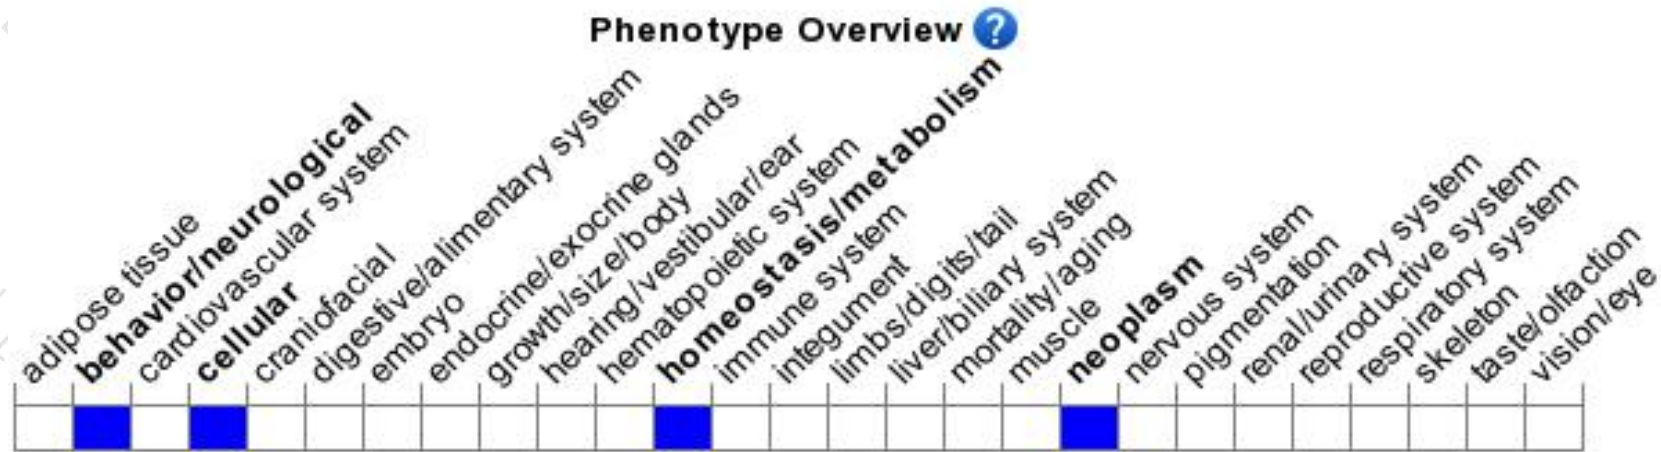 Phenotype Overview ?
adipose tissue
behavior/neurological
cardiovascular system
cellular
craniofacial
digestive/alimentary system
embryo
endocrine/exocrine glands
growth/size/body
hearing/vestibular/ear
hematopoietic system
homeostasis/metabolism
immune system
integument
limbs/digits/tail
liver/biliary system
mortality/aging
muscle
neoplasm
nervous system
pigmentation
renal/urinary system
reproductive system
respiratory system
skeleton
taste/olfaction
vision/eye